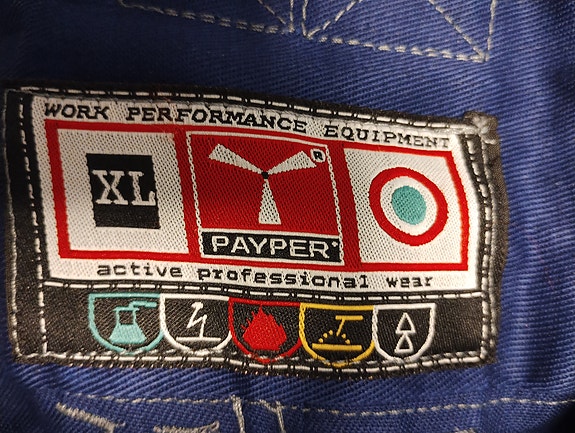 WORK PERFORMANCE EQUIPMENT
XL
®
PAYPER
active professional wear